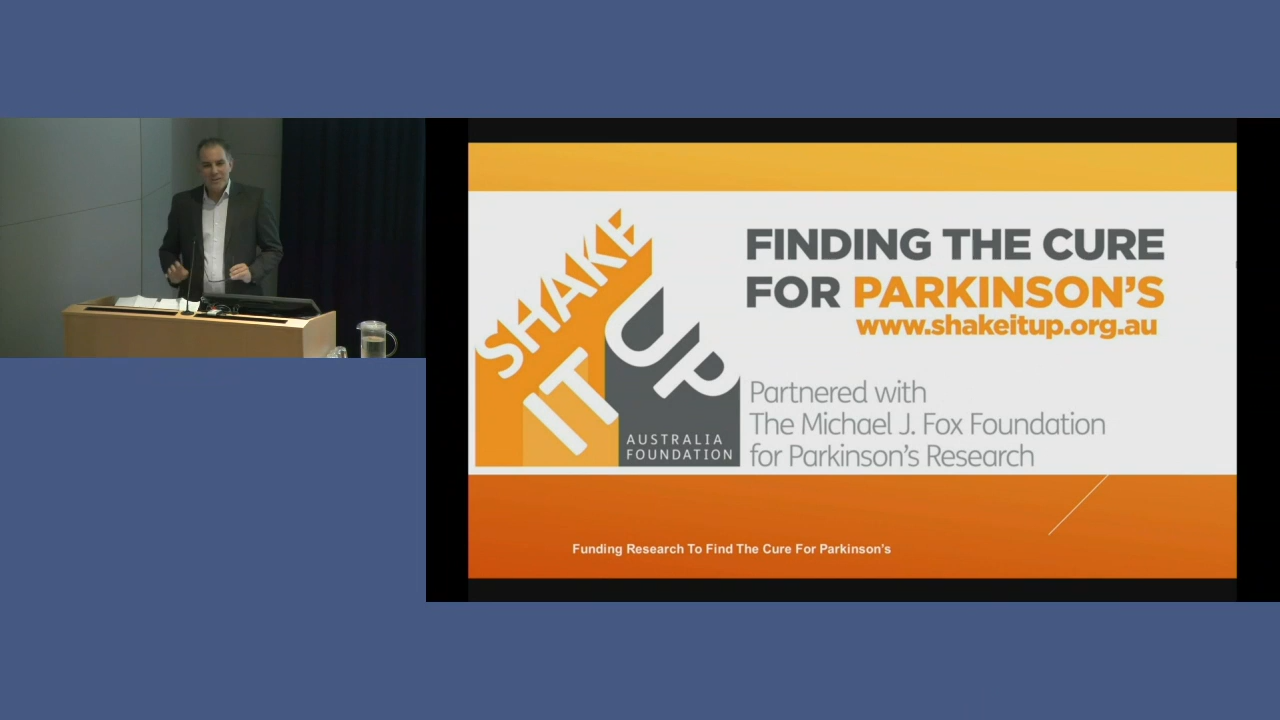 SHAKE
IT UP
AUSTRALIA
FOUNDATION
FINDING THE CURE
FOR PARKINSON'S
www.shakeitup.org.au
Partnered with
The Michael J. Fox Foundation
for Parkinson's Research
Funding Research To Find The Cure For Parkinson's